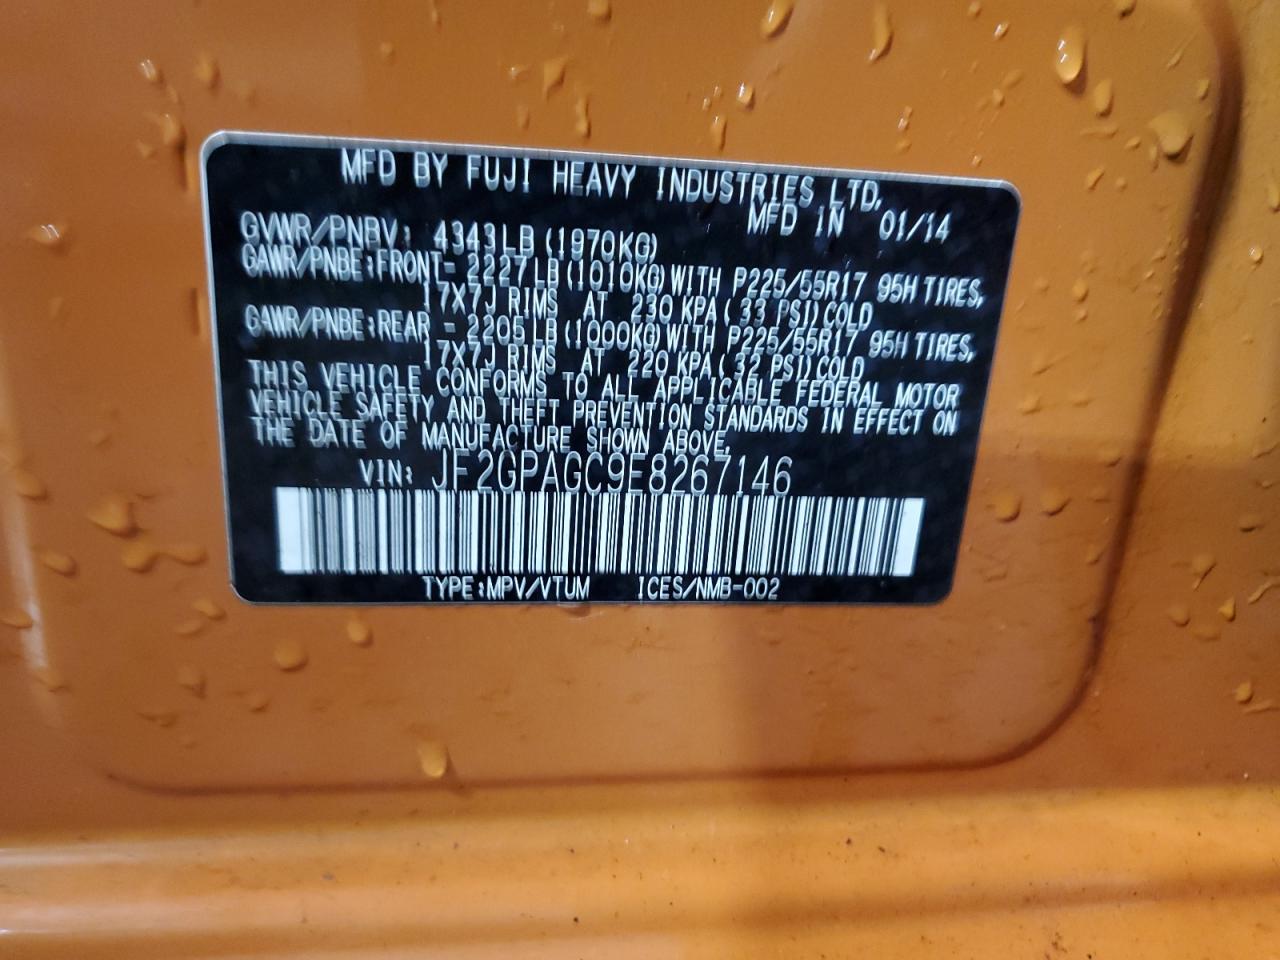 MFD BY FUJI HEAVY INDUSTRIES LTD.
MFD IN 01/14
GVWR/PNBV: 4343LB (1970KG)
GAWR/PNBE:FRONT- 2227LB (1010KG) WITH P225/55R17 95H TIRES,
17X7J RIMS AT 230 KPA( 33 PSI) COLD
GAWR/PNBE:REAR - 2205LB (1000KG) WITH P225/55R17 95H TIRES,
17X7J RIMS AT 220 KPA( 32 PSI) COLD
THIS VEHICLE CONFORMS TO ALL APPLICABLE FEDERAL MOTOR
VEHICLE SAFETY AND THEFT PREVENTION STANDARDS IN EFFECT ON
THE DATE OF MANUFACTURE SHOWN ABOVE.
VIN: JF2GPAGC9E8267146
TYPE:MPV/VTUM ICES/NMB-002